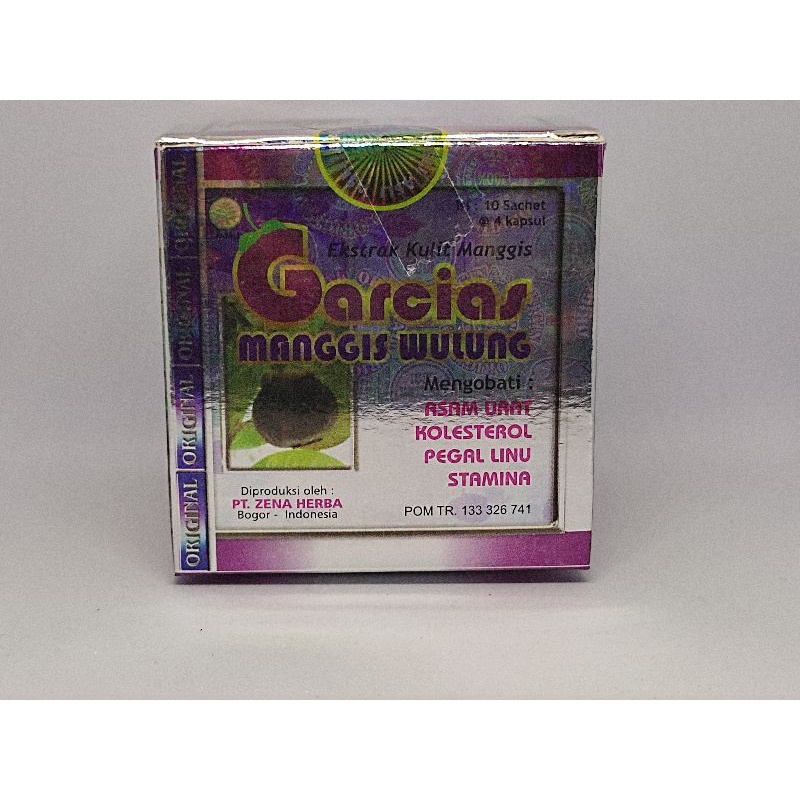 Isi : 10 Sachet
@ 4 kapsul
Ekstrak Kulit Manggis
Garcias
MANGGIS WULUNG
Mengobati :
ASAM URAT
KOLESTEROL
PEGAL LINU
STAMINA
Diproduksi oleh :
PT. ZENA HERBA
Bogor - Indonesia
POM TR. 133 326 741
ORIGINAL
ORIGINAL
ORIGINAL
ORIGINAL